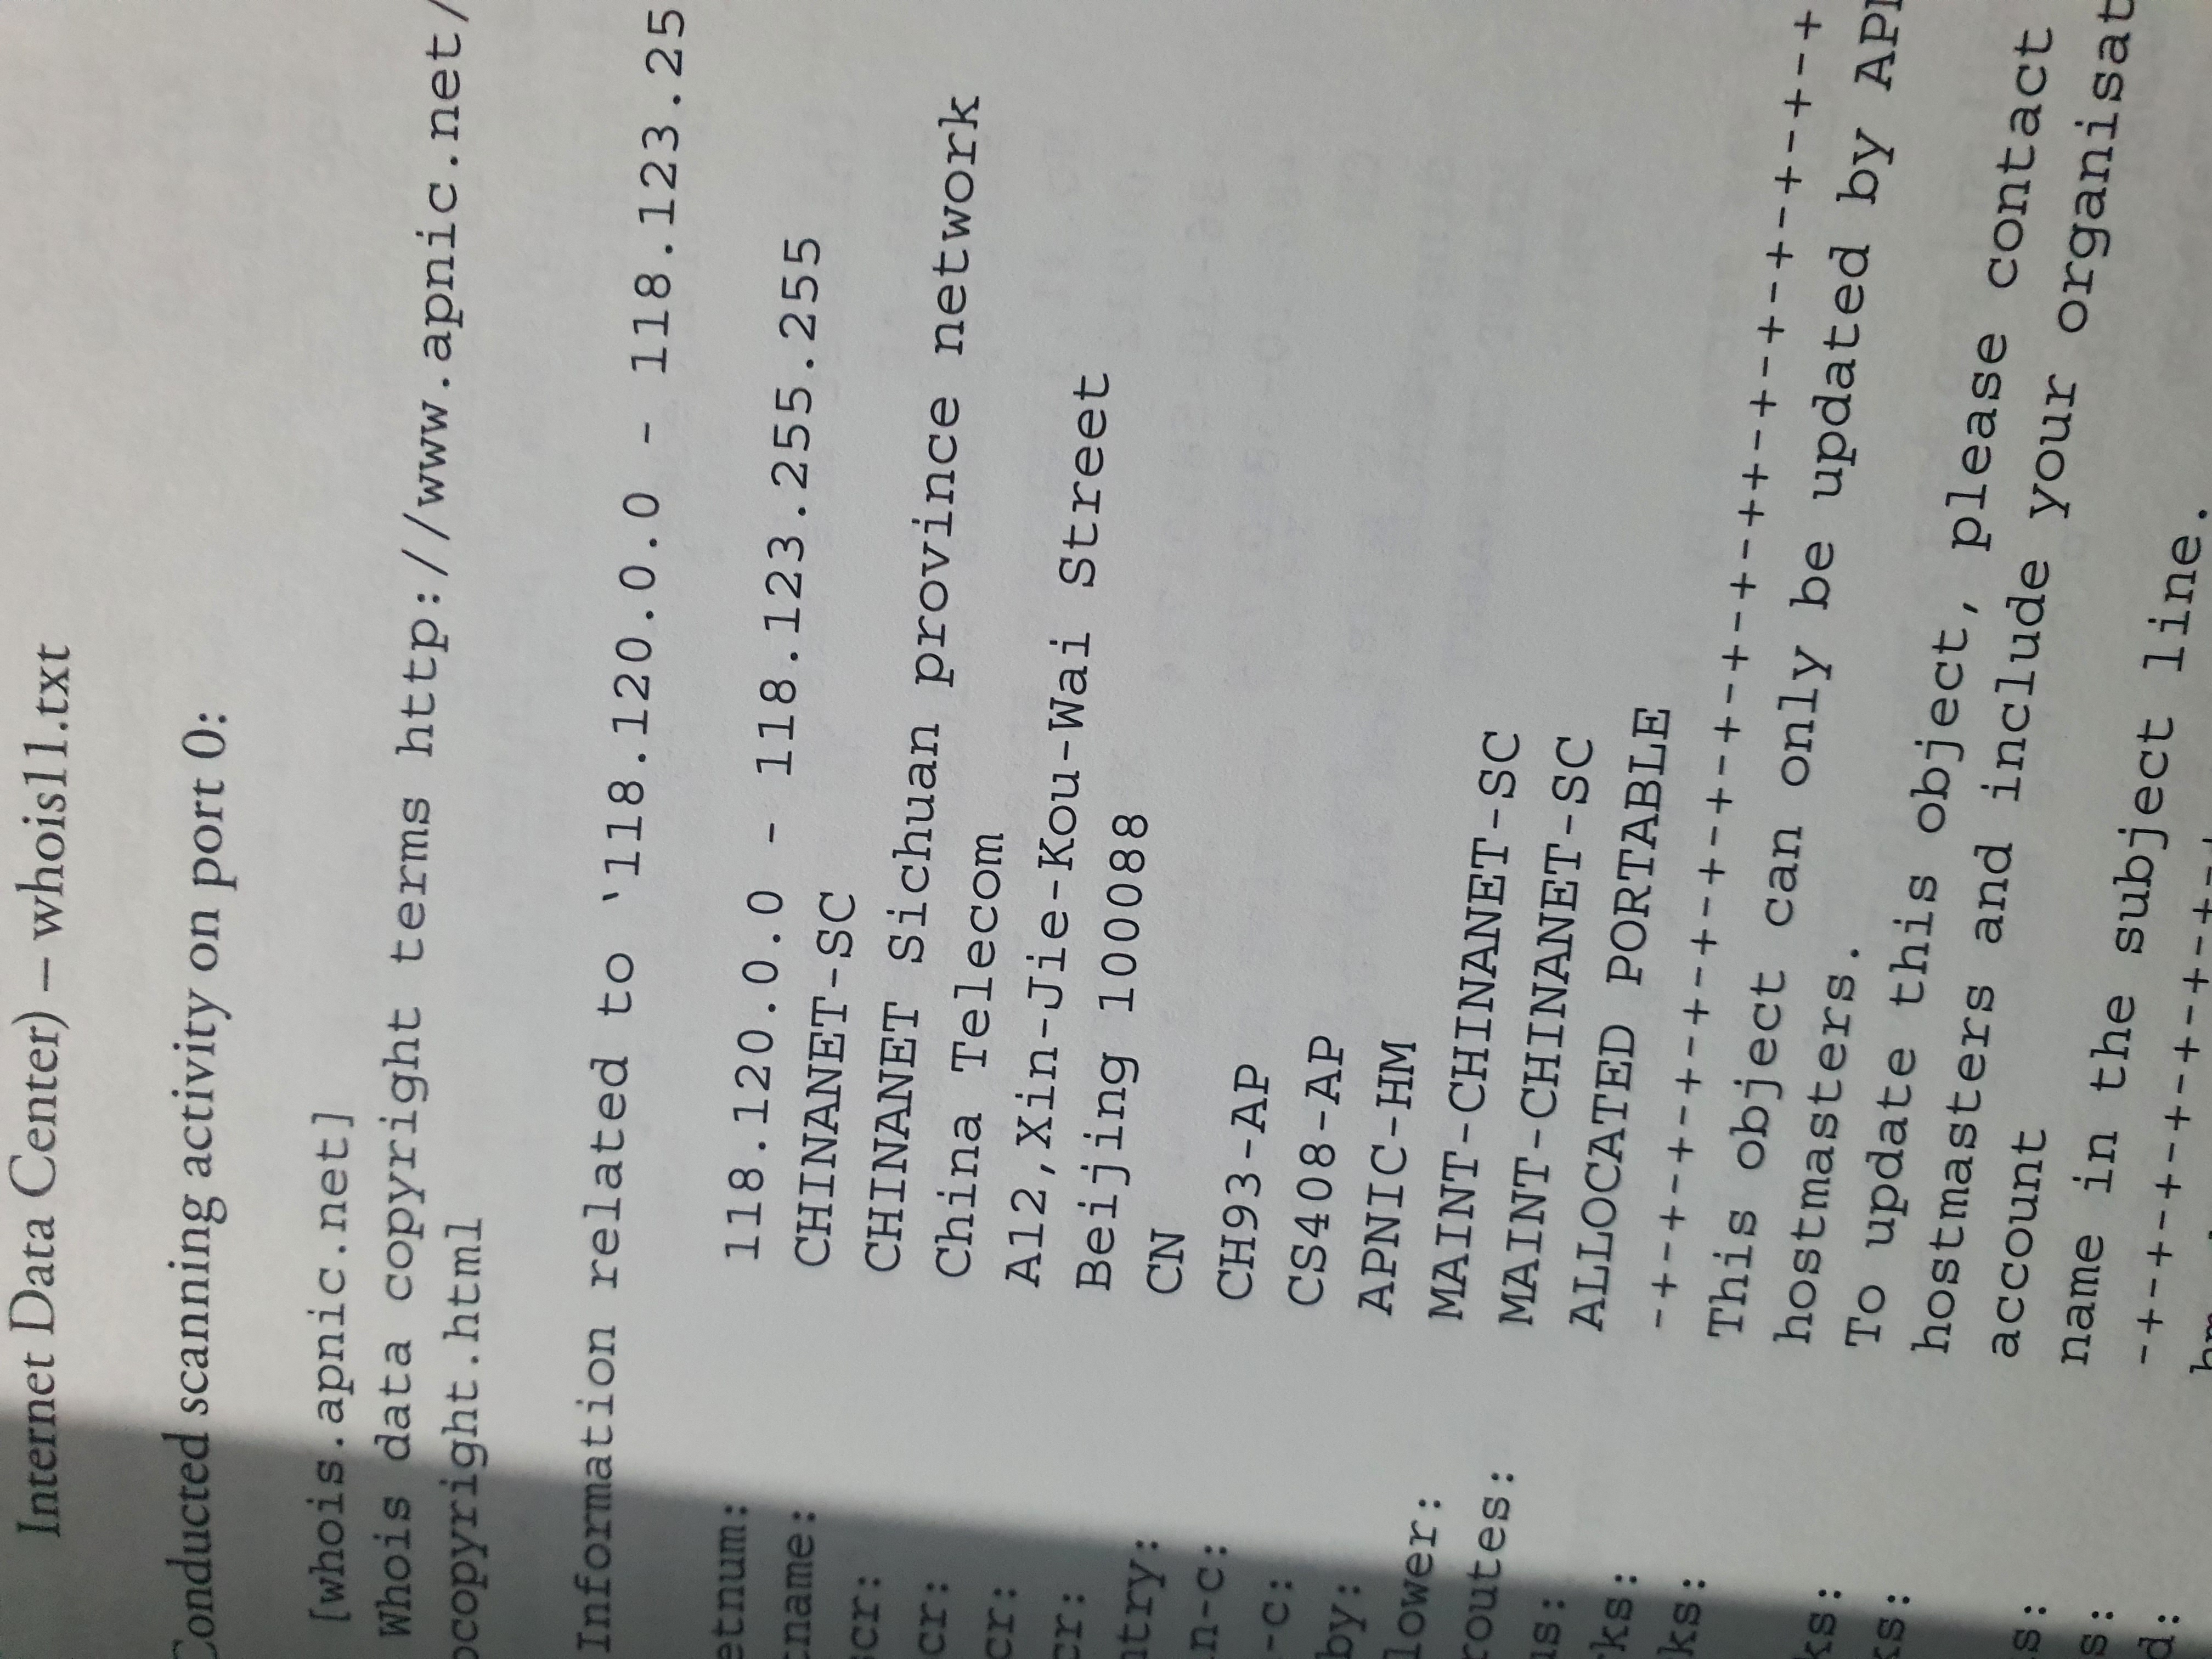 Internet Data Center) – whois11.txt
Conducted scanning activity on port 0:
[whois.apnic.net]
Whois data copyright terms http://www.apnic.net/
copyright.html
Information related to '118.120.0.0 - 118.123.25
etnum: 118.120.0.0 - 118.123.255.255
name: CHINANET-SC
cr: CHINANET Sichuan province network
cr: China Telecom
cr: A12,Xin-Jie-Kou-Wai Street
cr: Beijing 100088
ntry: CN
n-c: CH93-AP
-c: CS408-AP
by: APNIC-HM
lower: MAINT-CHINANET-SC
routes: MAINT-CHINANET-SC
us: ALLOCATED PORTABLE
ks: -+-+-+-+-+-+-+-+-+-+-+-++-+-+-+-+-+-+
ks: This object can only be updated by AP
hostmasters.
ks: To update this object, please contact
ks: hostmasters and include your organisat
account
s: name in the subject line.
s: -+-+-+-+-+-+-+-
d: